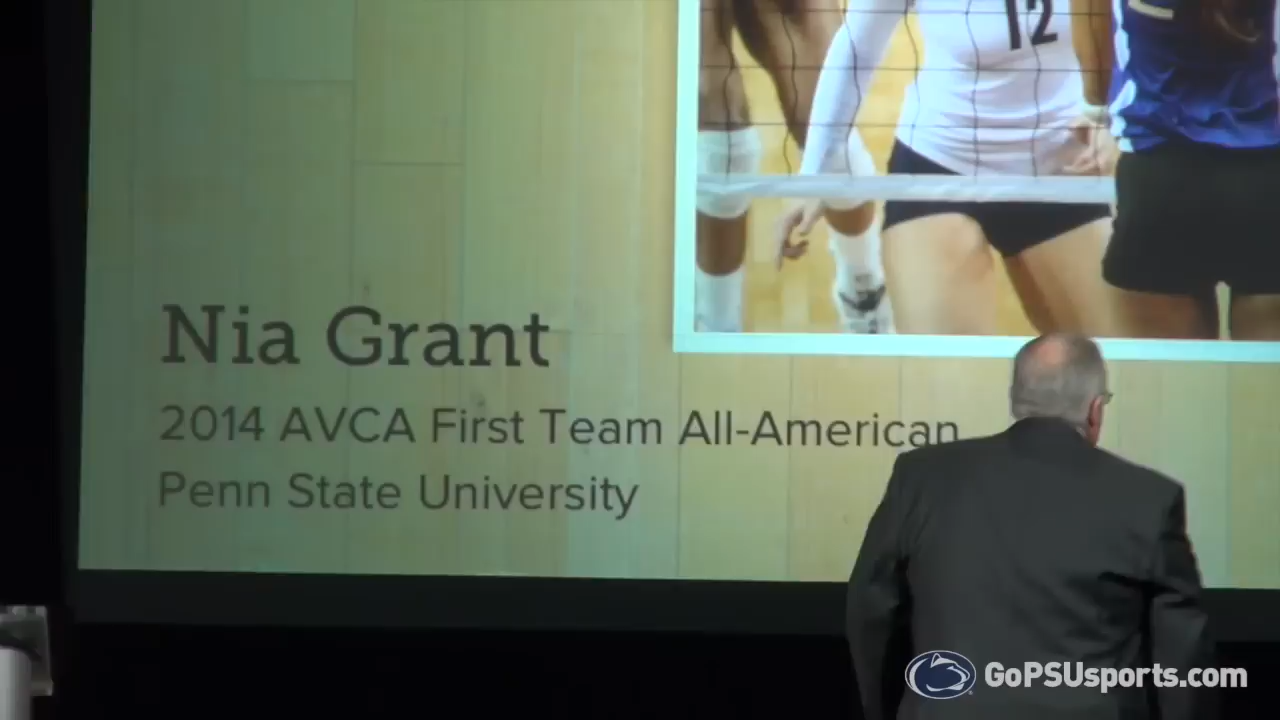 12
Nia Grant
2014 AVCA First Team All-American
Penn State University
GoPSUsports.com